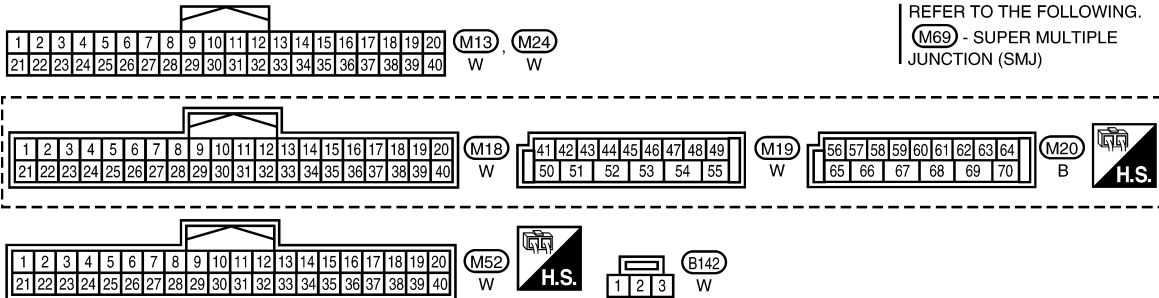 REFER TO THE FOLLOWING.
M69 - SUPER MULTIPLE
JUNCTION (SMJ)
1 2 3 4 5 6 7 8 9 10 11 12 13 14 15 16 17 18 19 20
21 22 23 24 25 26 27 28 29 30 31 32 33 34 35 36 37 38 39 40
M13 , M24
W W
1 2 3 4 5 6 7 8 9 10 11 12 13 14 15 16 17 18 19 20
21 22 23 24 25 26 27 28 29 30 31 32 33 34 35 36 37 38 39 40
M18
W
41 42 43 44 45 46 47 48 49
50 51 52 53 54 55
M19
W
56 57 58 59 60 61 62 63 64
65 66 67 68 69 70
M20
B
H.S.
1 2 3 4 5 6 7 8 9 10 11 12 13 14 15 16 17 18 19 20
21 22 23 24 25 26 27 28 29 30 31 32 33 34 35 36 37 38 39 40
M52
W
H.S.
1 2 3
B142
W